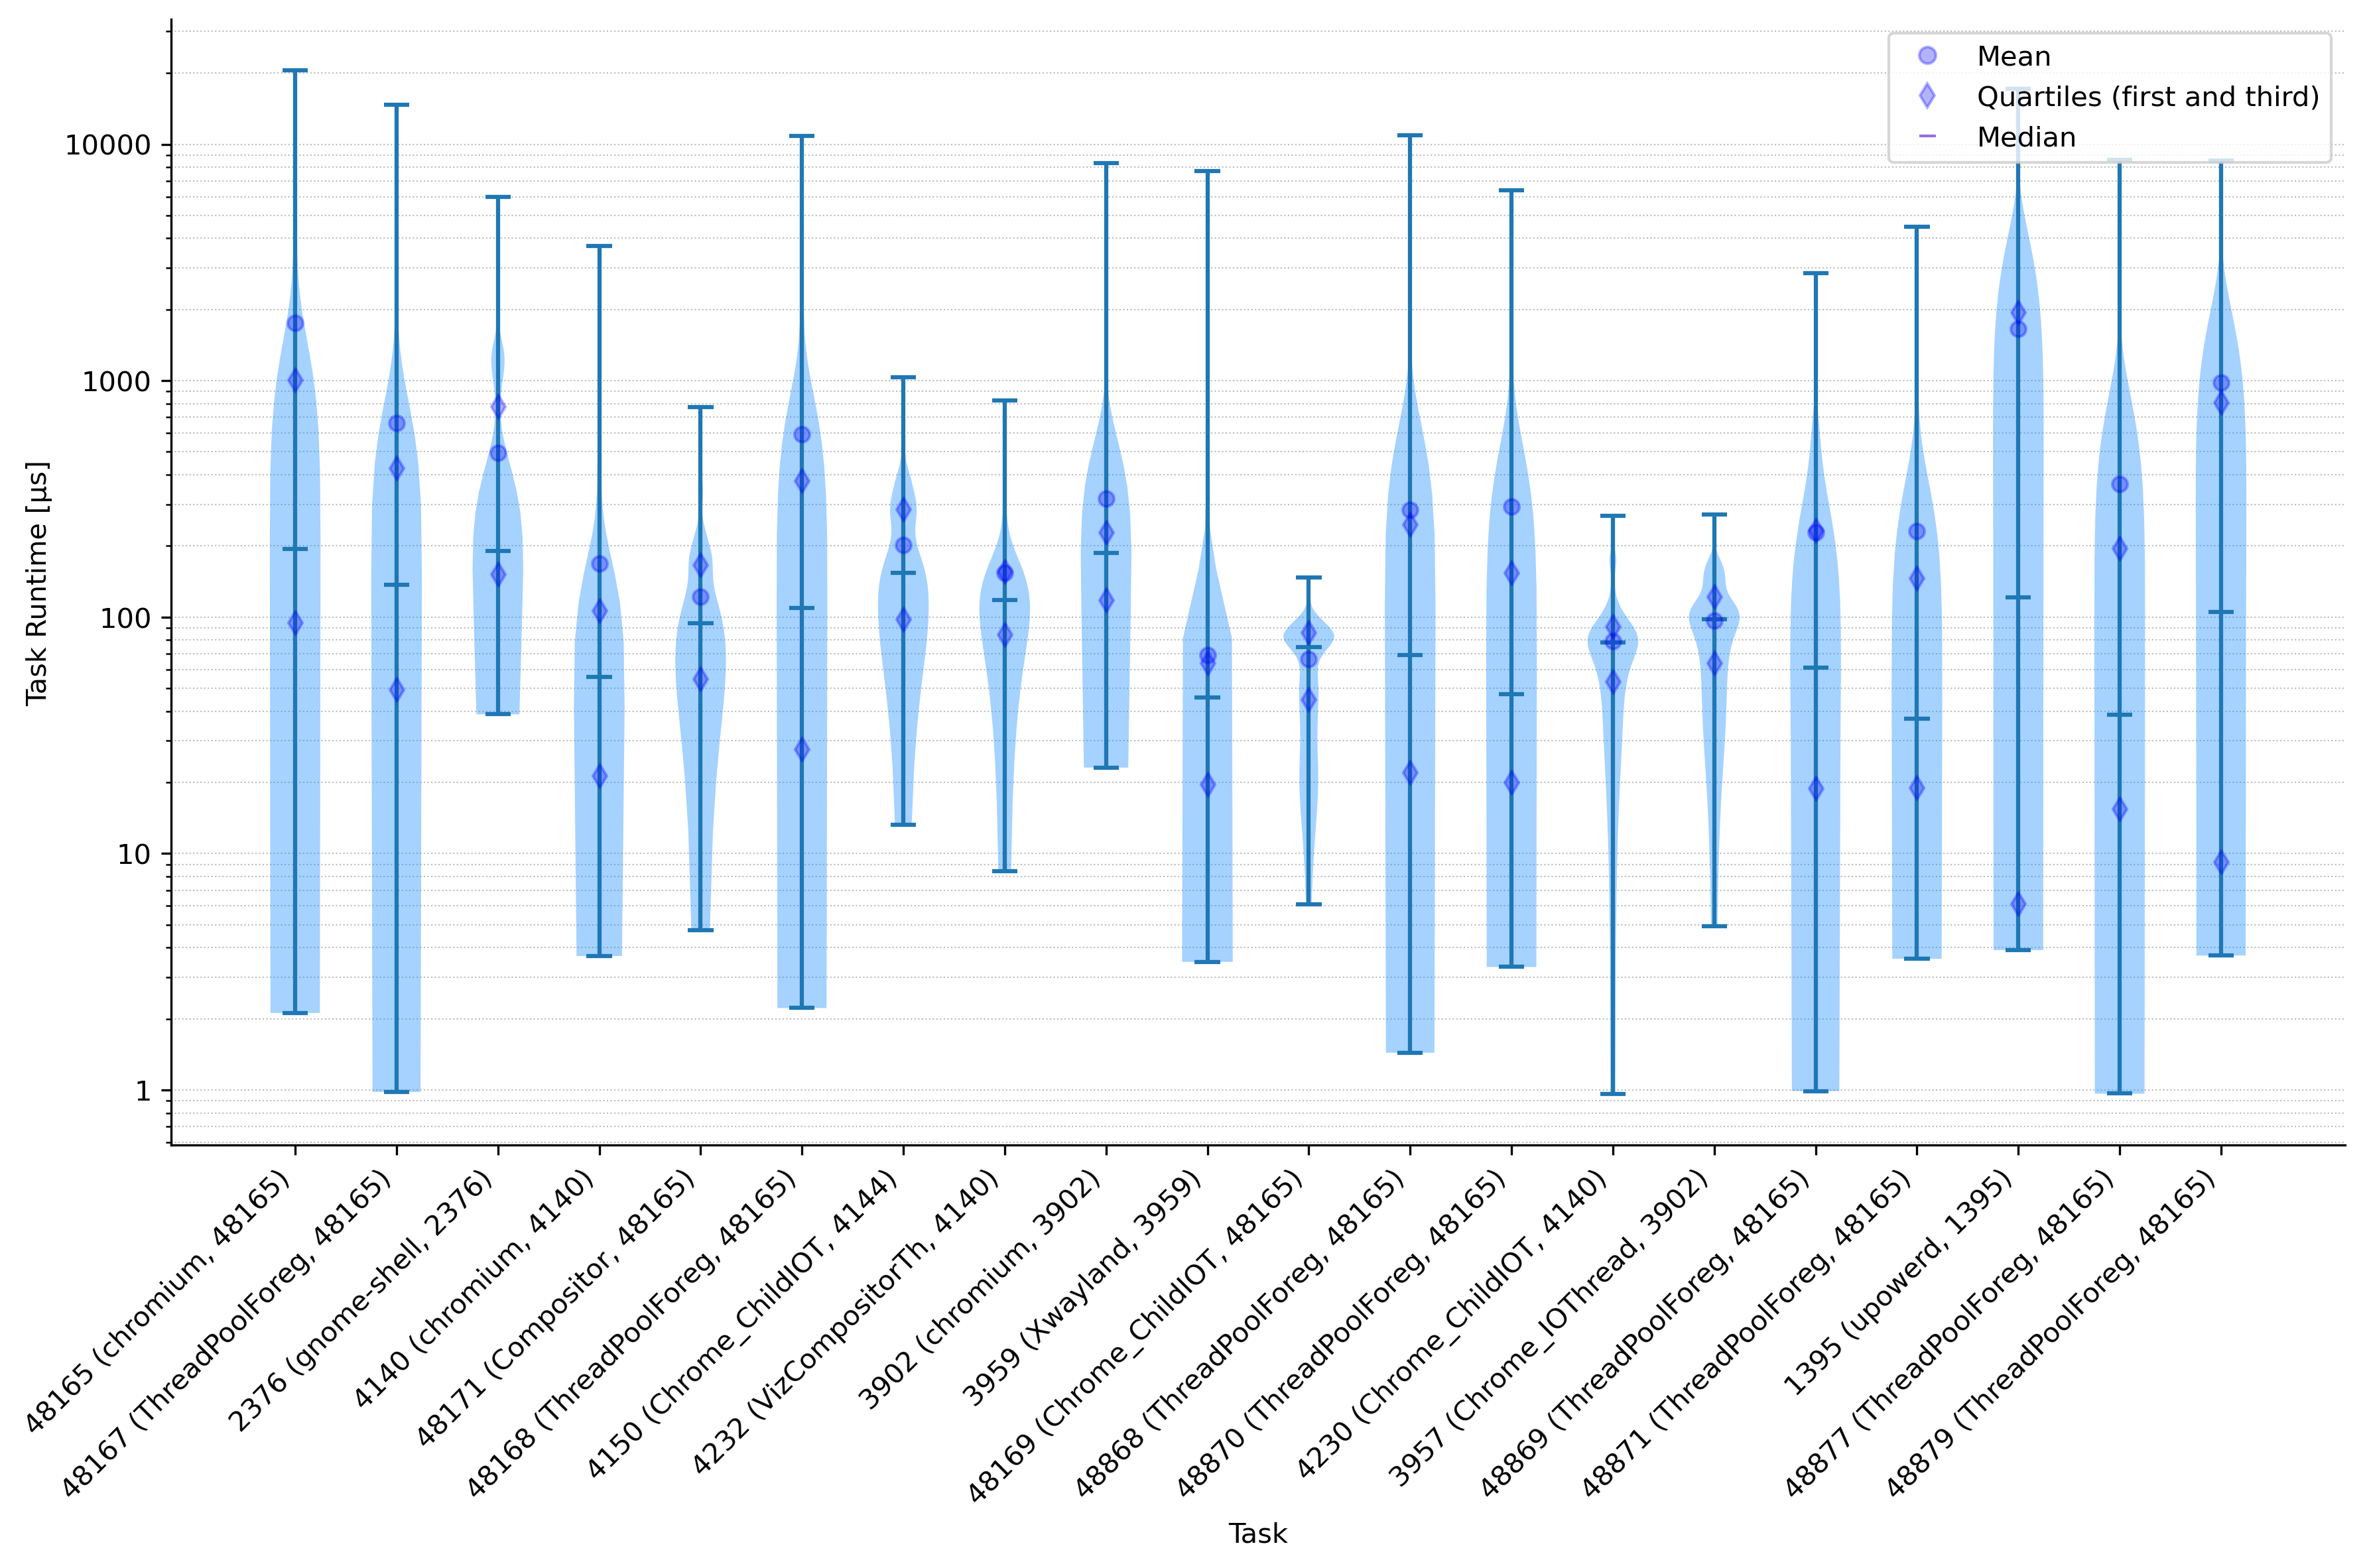 Mean
Quartiles (first and third)
Median
Task Runtime [µs]
10000
1000
100
10
1
48165 (chromium, 48165)
48167 (ThreadPoolForeg, 48165)
2376 (gnome-shell, 2376)
4140 (chromium, 4140)
48171 (Compositor, 48165)
48168 (ThreadPoolForeg, 48165)
4150 (Chrome_ChildIOT, 4144)
4232 (VizCompositorTh, 4140)
3902 (chromium, 3902)
3959 (Xwayland, 3959)
48169 (Chrome_ChildIOT, 48165)
48868 (ThreadPoolForeg, 48165)
48870 (ThreadPoolForeg, 48165)
4230 (Chrome_ChildIOT, 4140)
3957 (Chrome_IOThread, 3902)
48869 (ThreadPoolForeg, 48165)
48871 (ThreadPoolForeg, 48165)
1395 (upowerd, 1395)
48877 (ThreadPoolForeg, 48165)
48879 (ThreadPoolForeg, 48165)
Task